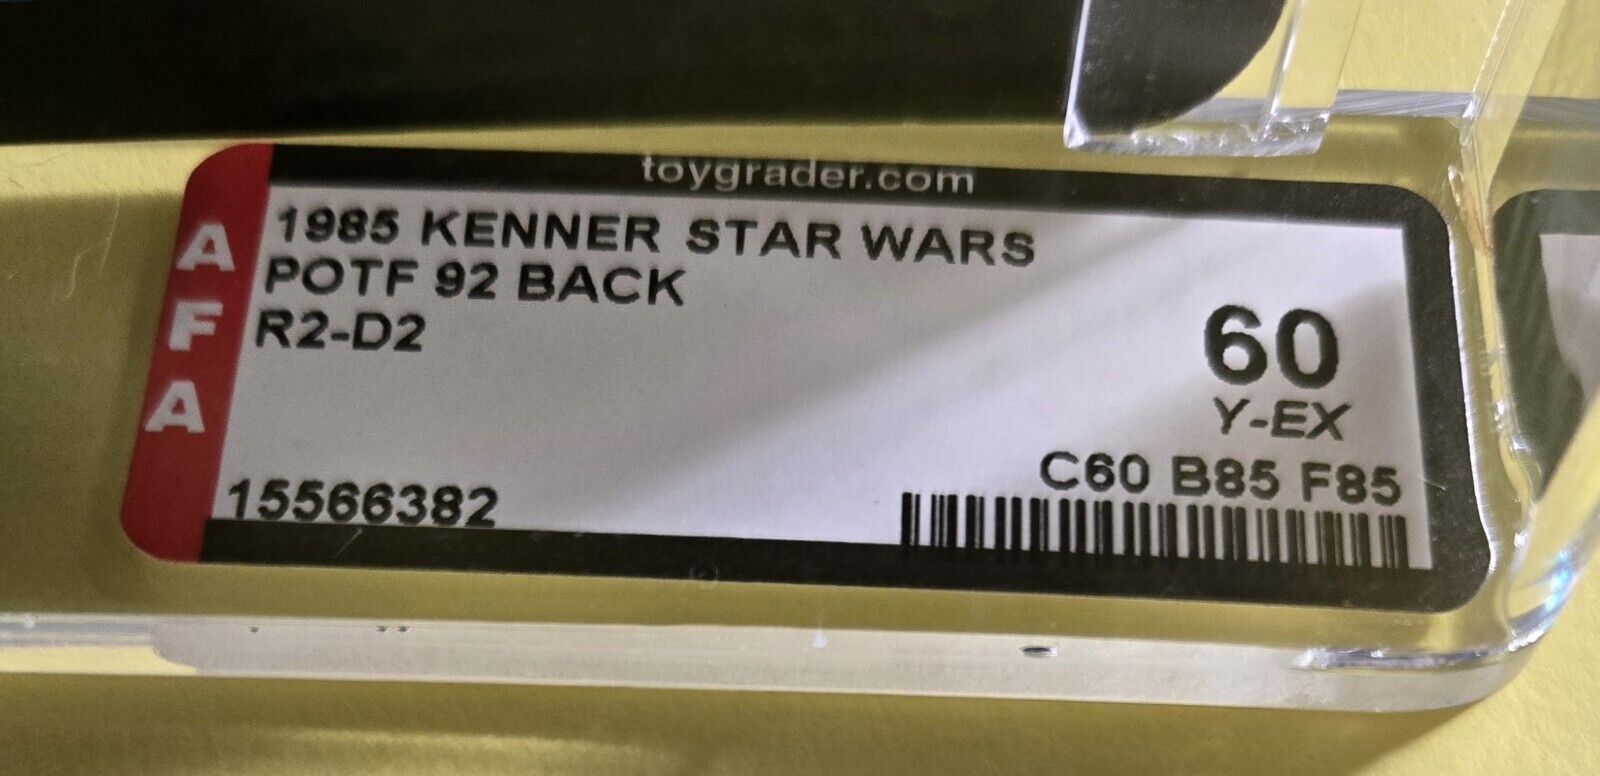 toygrader.com
AFA
1985 KENNER STAR WARS
POTF 92 BACK
R2-D2
60
Y-EX
C60 B85 F85
15566382